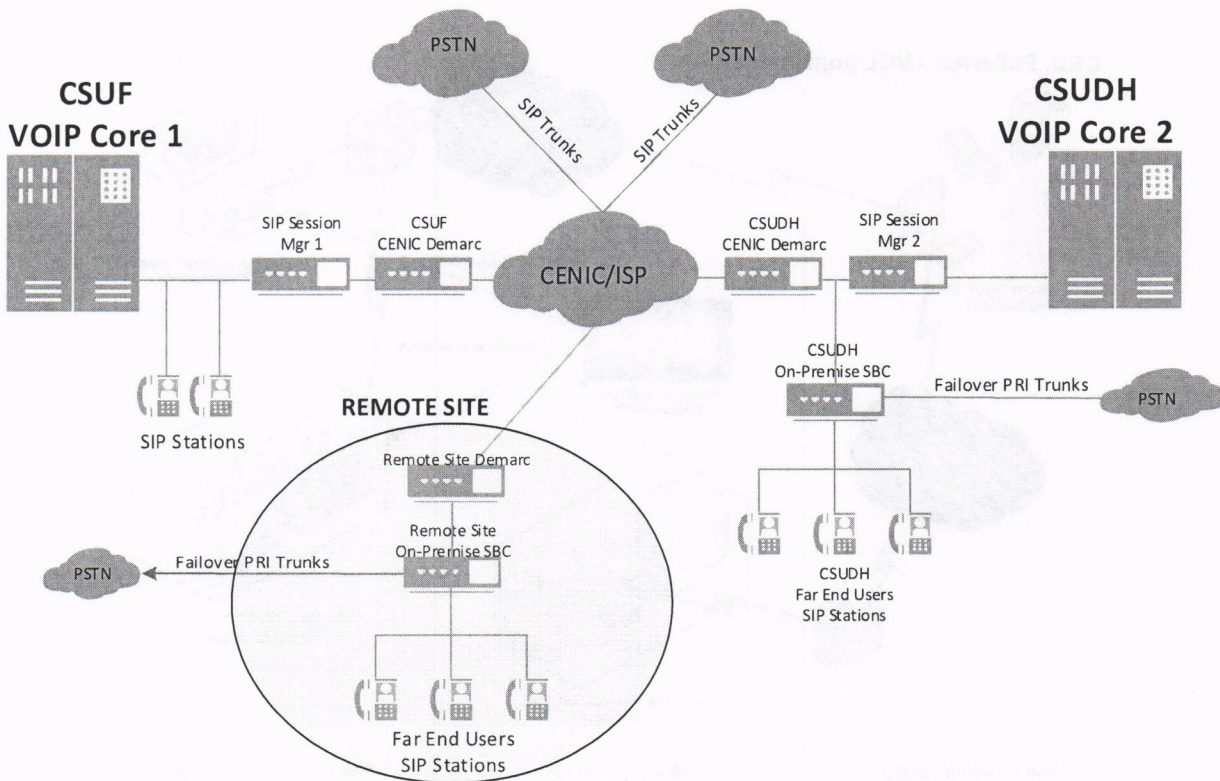 PSTN
PSTN
SIP Trunks
SIP Trunks
CSUF
VOIP Core 1
CSUDH
VOIP Core 2
SIP Session
Mgr 1
CSUF
CENIC Demarc
CENIC/ISP
CSUDH
CENIC Demarc
SIP Session
Mgr 2
SIP Stations
CSUDH
On-Premise SBC
Failover PRI Trunks
PSTN
REMOTE SITE
Remote Site Demarc
Remote Site
On-Premise SBC
Failover PRI Trunks
PSTN
CSUDH
Far End Users
SIP Stations
Far End Users
SIP Stations